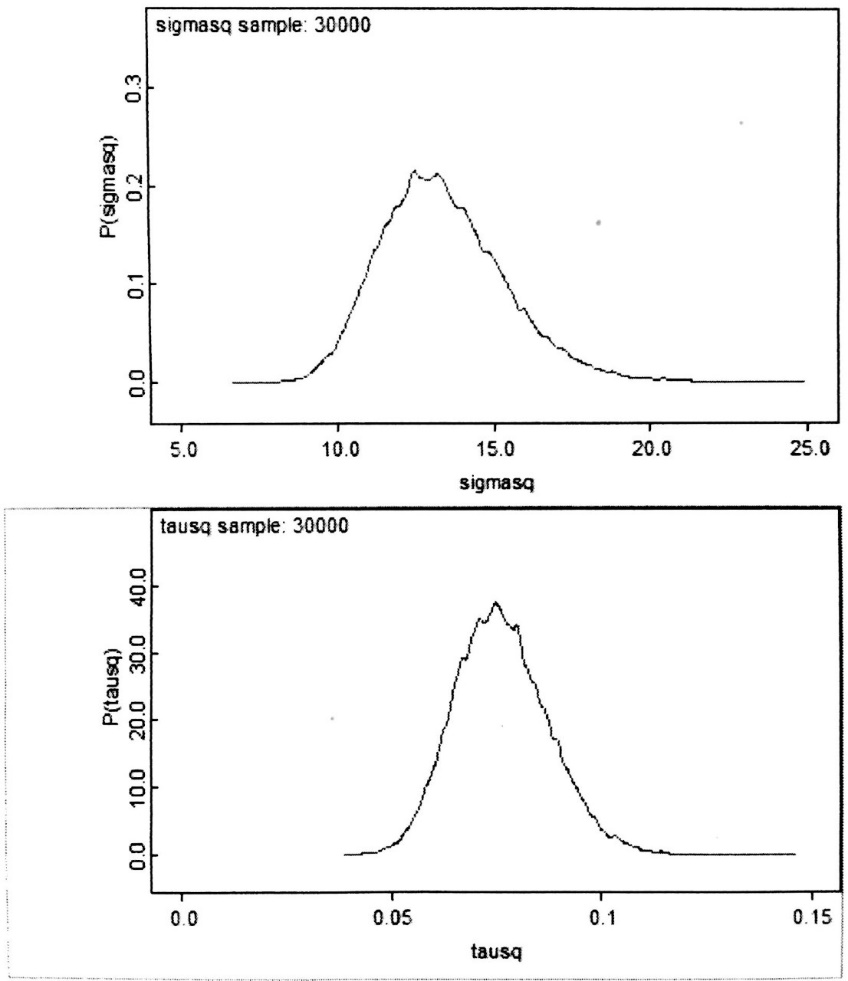 sigmasq sample: 30000
P(sigmasq)
0.3
0.2
0.1
0.0
5.0 10.0 15.0 20.0 25.0
sigmasq
tausq sample: 30000
P(tausq)
40.0
30.0
20.0
10.0
0.0
0.0 0.05 0.1 0.15
tausq